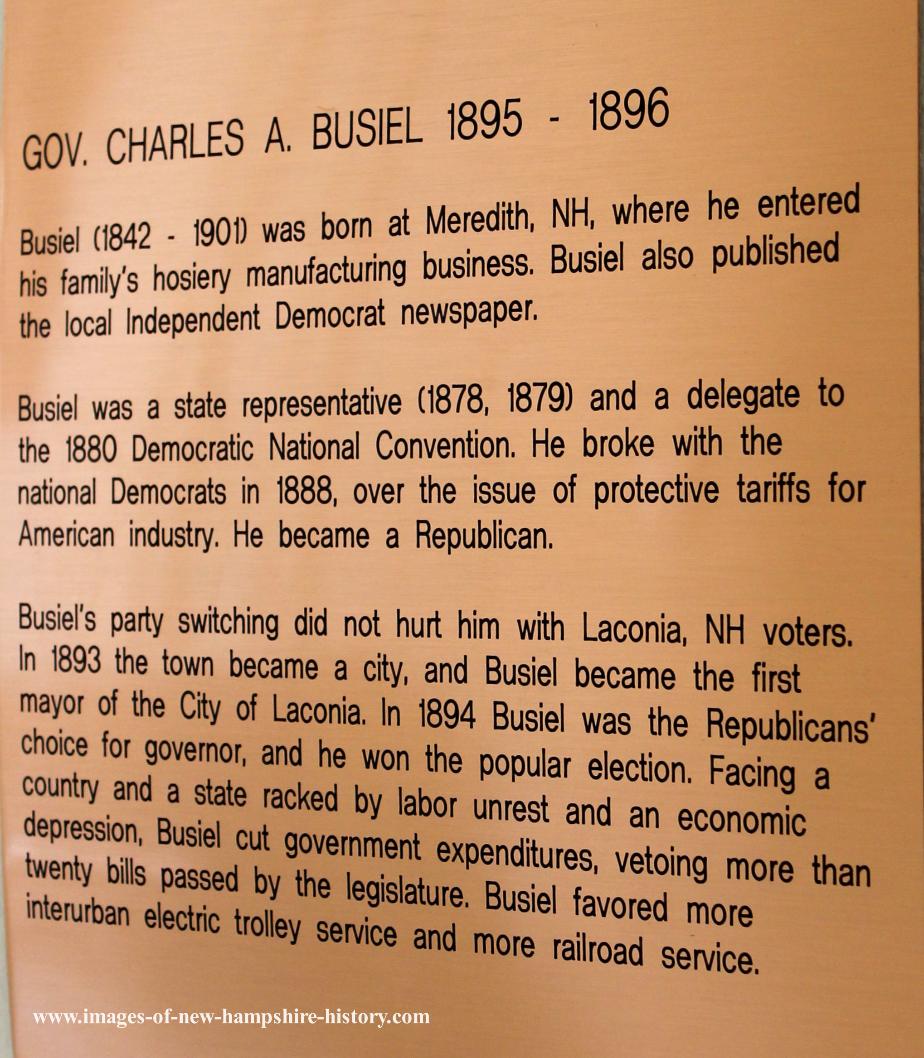 GOV. CHARLES A. BUSIEL 1895 - 1896
Busiel (1842 - 1901) was born at Meredith, NH, where he entered
his family's hosiery manufacturing business. Busiel also published
the local Independent Democrat newspaper.
Busiel was a state representative (1878, 1879) and a delegate to
the 1880 Democratic National Convention. He broke with the
national Democrats in 1888, over the issue of protective tariffs for
American industry. He became a Republican.
Busiel's party switching did not hurt him with Laconia, NH voters.
In 1893 the town became a city, and Busiel became the first
mayor of the City of Laconia. In 1894 Busiel was the Republicans'
choice for governor, and he won the popular election. Facing a
country and a state racked by labor unrest and an economic
depression, Busiel cut government expenditures, vetoing more than
twenty bills passed by the legislature. Busiel favored more
interurban electric trolley service and more railroad service.
www.images-of-new-hampshire-history.com